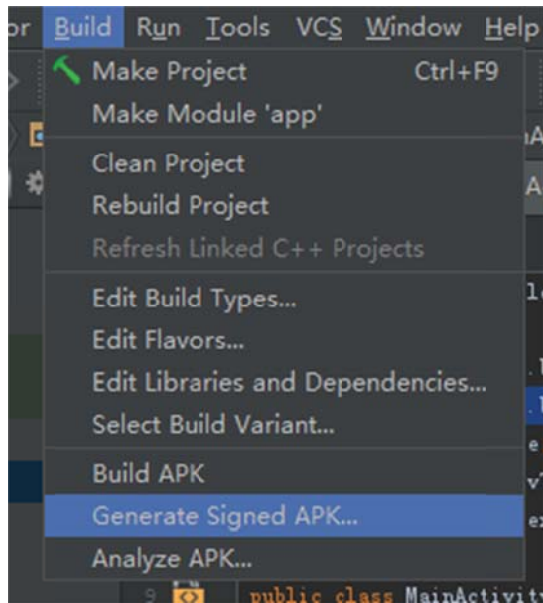 or Build Run Tools VCS Window Help
Make Project Ctrl+F9
Make Module 'app'
Clean Project
Rebuild Project
Refresh Linked C++ Projects
Edit Build Types...
Edit Flavors...
Edit Libraries and Dependencies...
Select Build Variant...
Build APK
Generate Signed APK...
Analyze APK...
9 public class MainActivity